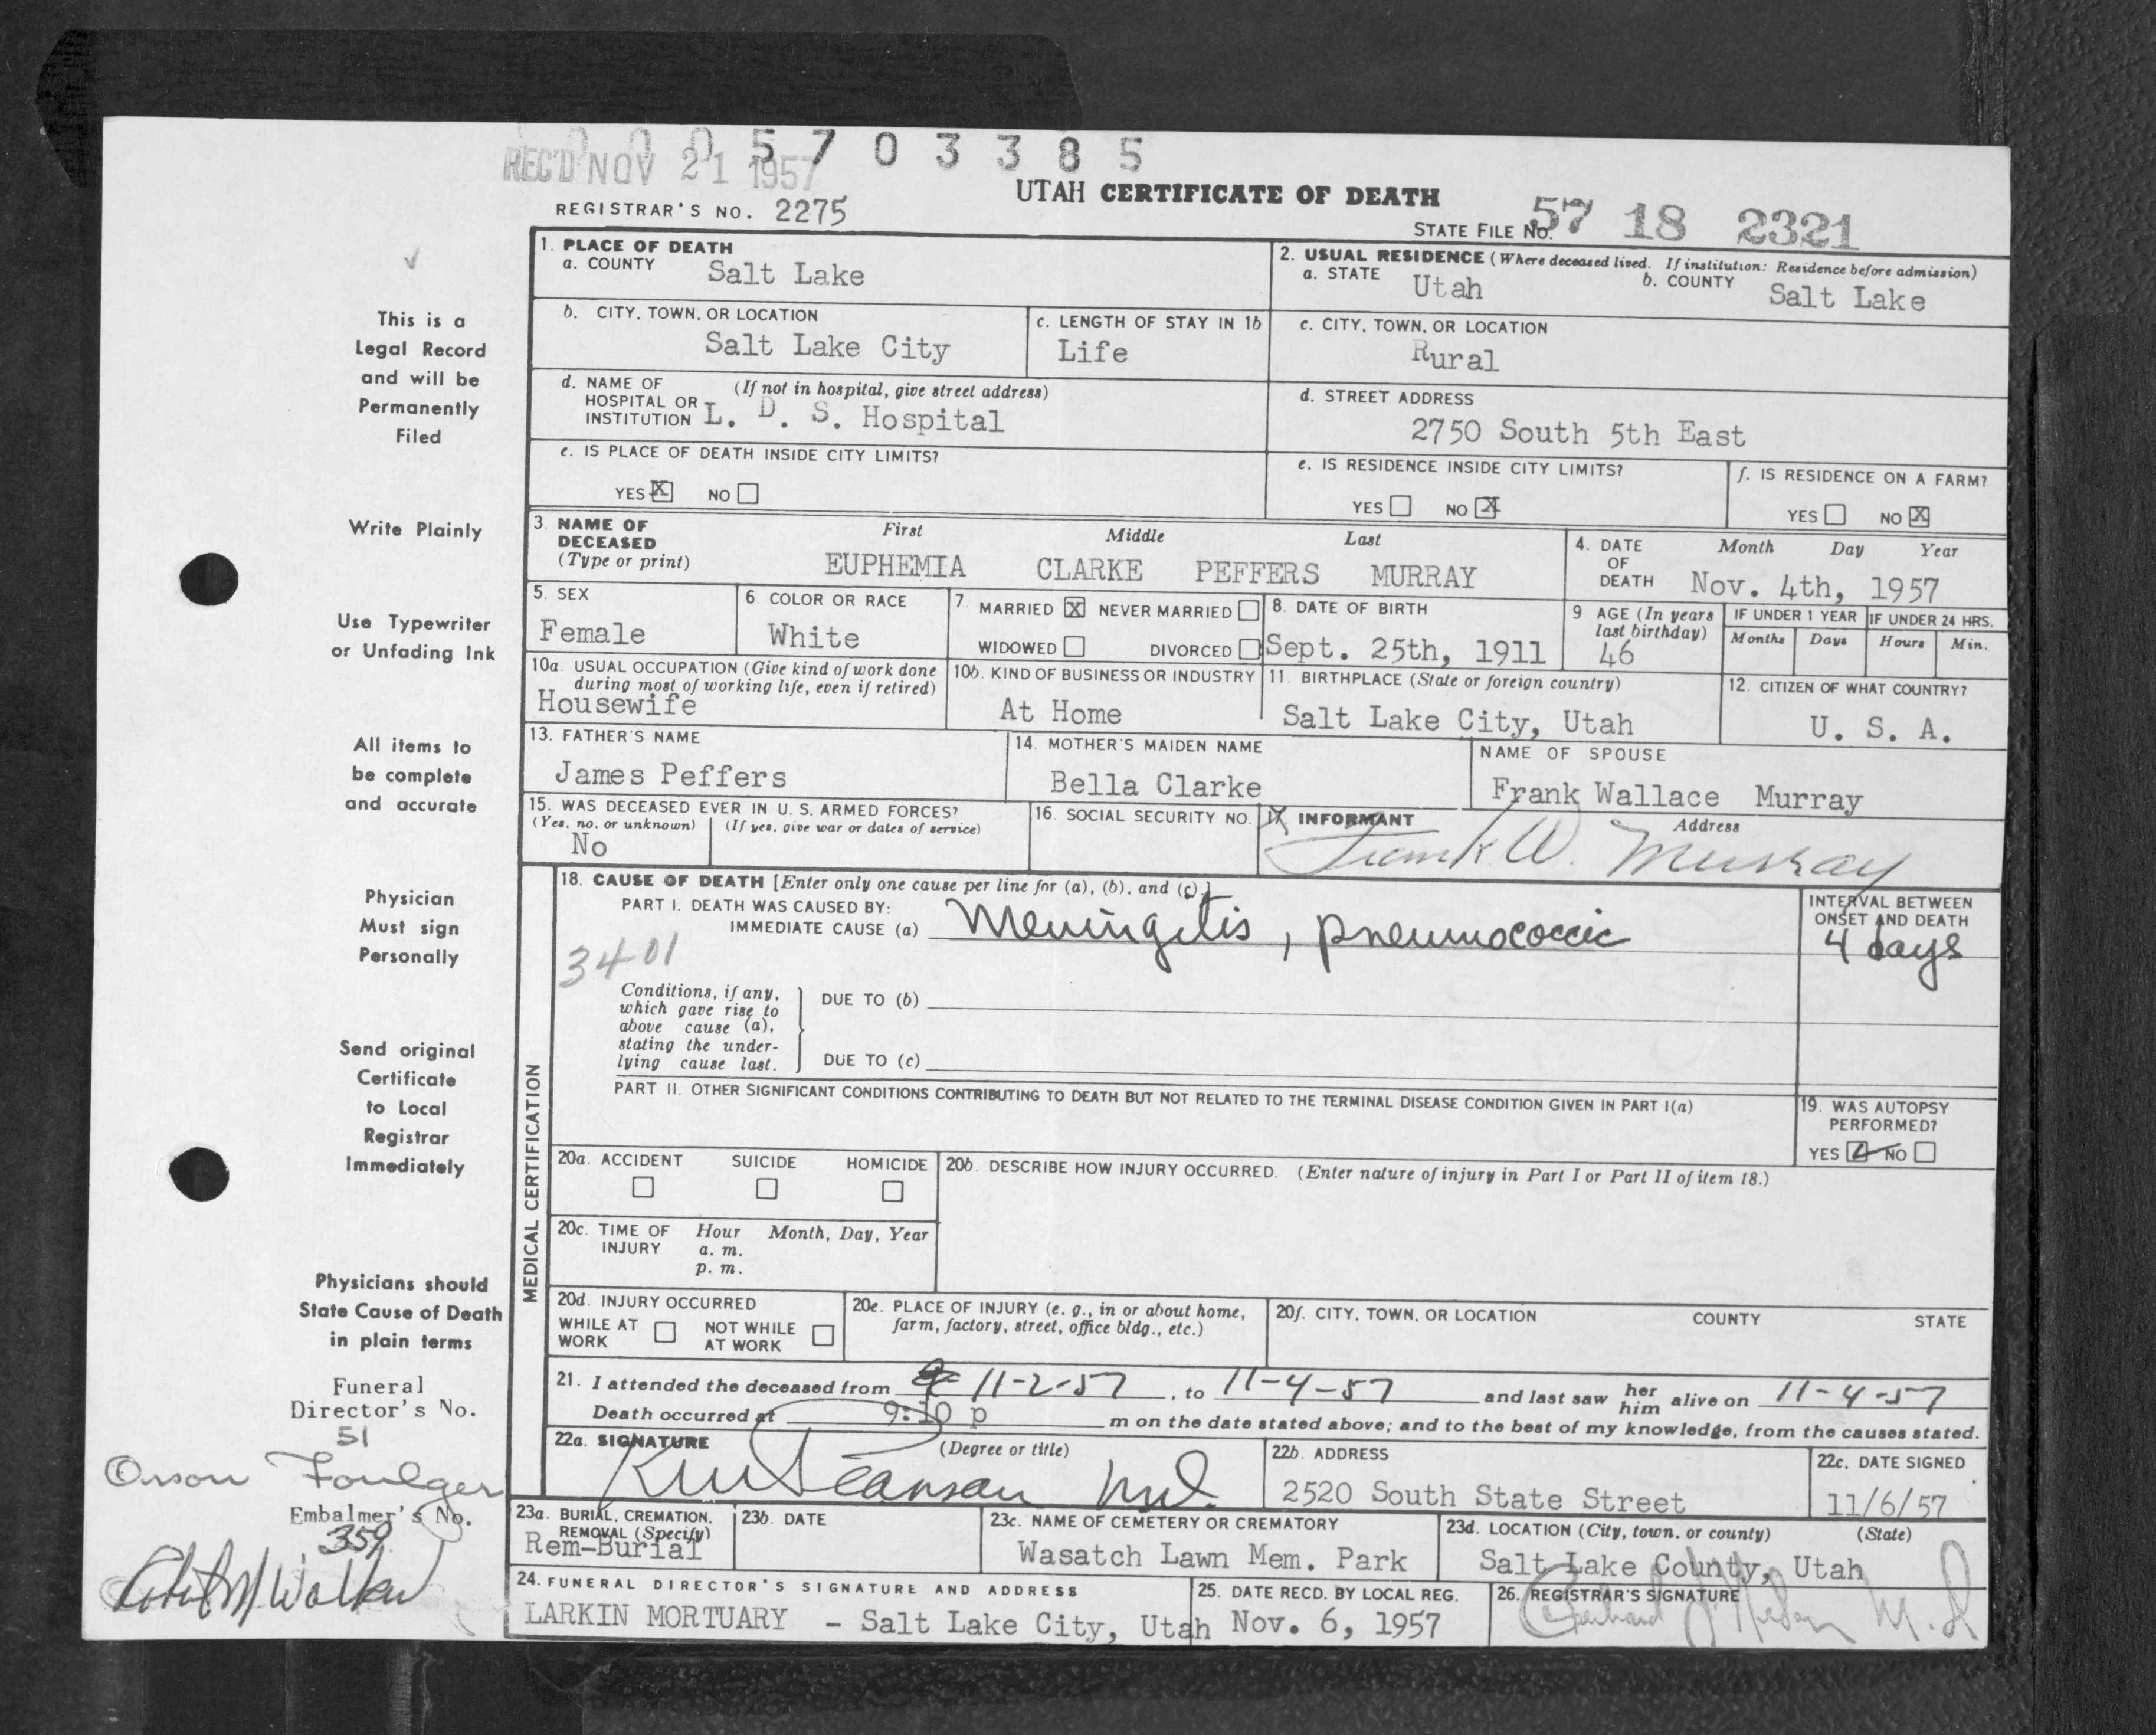 0 0 0 5 7 0 3 3 8 5
REC'D NOV 21 1957
UTAH CERTIFICATE OF DEATH
REGISTRAR'S NO. 2275
STATE FILE NO. 57 18 2321
This is a
Legal Record
and will be
Permanently
Filed
Write Plainly
Use Typewriter
or Unfading Ink
All items to
be complete
and accurate
Physician
Must sign
Personally
Send original
Certificate
to Local
Registrar
Immediately
Physicians should
State Cause of Death
in plain terms
Funeral
Director's No.
51
Orson Foulger
Embalmer's No.
359
Walker
1. PLACE OF DEATH
a. COUNTY Salt Lake
2. USUAL RESIDENCE (Where deceased lived. If institution: Residence before admission)
a. STATE Utah b. COUNTY Salt Lake
b. CITY, TOWN, OR LOCATION
Salt Lake City
c. LENGTH OF STAY IN 1b
Life
c. CITY, TOWN, OR LOCATION
Rural
d. NAME OF (If not in hospital, give street address)
HOSPITAL OR
INSTITUTION L. D. S. Hospital
d. STREET ADDRESS
2750 South 5th East
e. IS PLACE OF DEATH INSIDE CITY LIMITS?
YES X NO
e. IS RESIDENCE INSIDE CITY LIMITS?
YES NO X
f. IS RESIDENCE ON A FARM?
YES NO X
3. NAME OF DECEASED
(Type or print)
First Middle Last
EUPHEMIA CLARKE PEFFERS MURRAY
4. DATE OF DEATH
Month Day Year
Nov. 4th, 1957
5. SEX
Female
6. COLOR OR RACE
White
7 MARRIED X NEVER MARRIED
WIDOWED DIVORCED
8. DATE OF BIRTH
Sept. 25th, 1911
9 AGE (In years
last birthday)
46
IF UNDER 1 YEAR IF UNDER 24 HRS.
Months Days Hours Min.
10a. USUAL OCCUPATION (Give kind of work done
during most of working life, even if retired)
Housewife
10b. KIND OF BUSINESS OR INDUSTRY
At Home
11. BIRTHPLACE (State or foreign country)
Salt Lake City, Utah
12. CITIZEN OF WHAT COUNTRY?
U. S. A.
13. FATHER'S NAME
James Peffers
14. MOTHER'S MAIDEN NAME
Bella Clarke
NAME OF SPOUSE
Frank Wallace Murray
15. WAS DECEASED EVER IN U. S. ARMED FORCES?
(Yes, no, or unknown) (If yes, give war or dates of service)
No
16. SOCIAL SECURITY NO.
17. INFORMANT Address
Frank W. Murray
MEDICAL CERTIFICATION
18. CAUSE OF DEATH [Enter only one cause per line for (a), (b), and (c).]
PART I. DEATH WAS CAUSED BY:
IMMEDIATE CAUSE (a) Meningitis, pneumococcic
INTERVAL BETWEEN
ONSET AND DEATH
4 days
3401
Conditions, if any,
which gave rise to
above cause (a),
stating the under-
lying cause last.
DUE TO (b)
DUE TO (c)
PART II. OTHER SIGNIFICANT CONDITIONS CONTRIBUTING TO DEATH BUT NOT RELATED TO THE TERMINAL DISEASE CONDITION GIVEN IN PART I(a)
19. WAS AUTOPSY
PERFORMED?
YES NO
20a. ACCIDENT SUICIDE HOMICIDE
20b. DESCRIBE HOW INJURY OCCURRED. (Enter nature of injury in Part I or Part II of item 18.)
20c. TIME OF INJURY
Hour Month, Day, Year
a. m.
p. m.
20d. INJURY OCCURRED
WHILE AT WORK NOT WHILE AT WORK
20e. PLACE OF INJURY (e. g., in or about home,
farm, factory, street, office bldg., etc.)
20f. CITY, TOWN, OR LOCATION COUNTY STATE
21. I attended the deceased from 11-2-57, to 11-4-57 and last saw her him alive on 11-4-57
Death occurred at 9:10 p m on the date stated above; and to the best of my knowledge, from the causes stated.
22a. SIGNATURE (Degree or title)
M.D.
22b. ADDRESS
2520 South State Street
22c. DATE SIGNED
11/6/57
23a. BURIAL, CREMATION,
REMOVAL (Specify)
Rem-Burial
23b. DATE
23c. NAME OF CEMETERY OR CREMATORY
Wasatch Lawn Mem. Park
23d. LOCATION (City, town, or county) (State)
Salt Lake County, Utah
24. FUNERAL DIRECTOR'S SIGNATURE AND ADDRESS
LARKIN MORTUARY - Salt Lake City, Utah
25. DATE RECD. BY LOCAL REG.
Nov. 6, 1957
26. REGISTRAR'S SIGNATURE
M. D